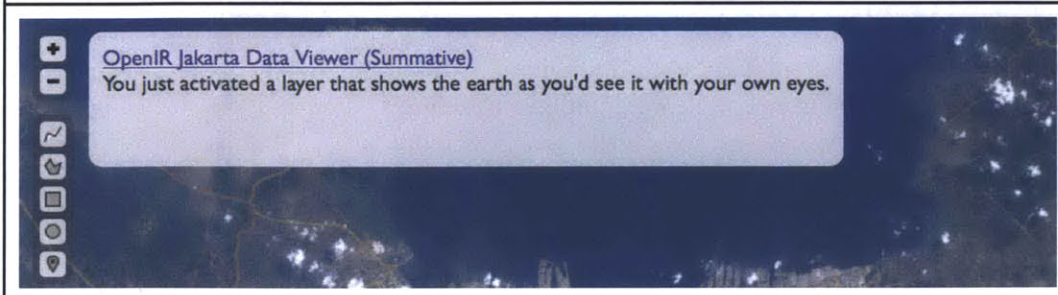 OpenIR Jakarta Data Viewer (Summative)
You just activated a layer that shows the earth as you'd see it with your own eyes.